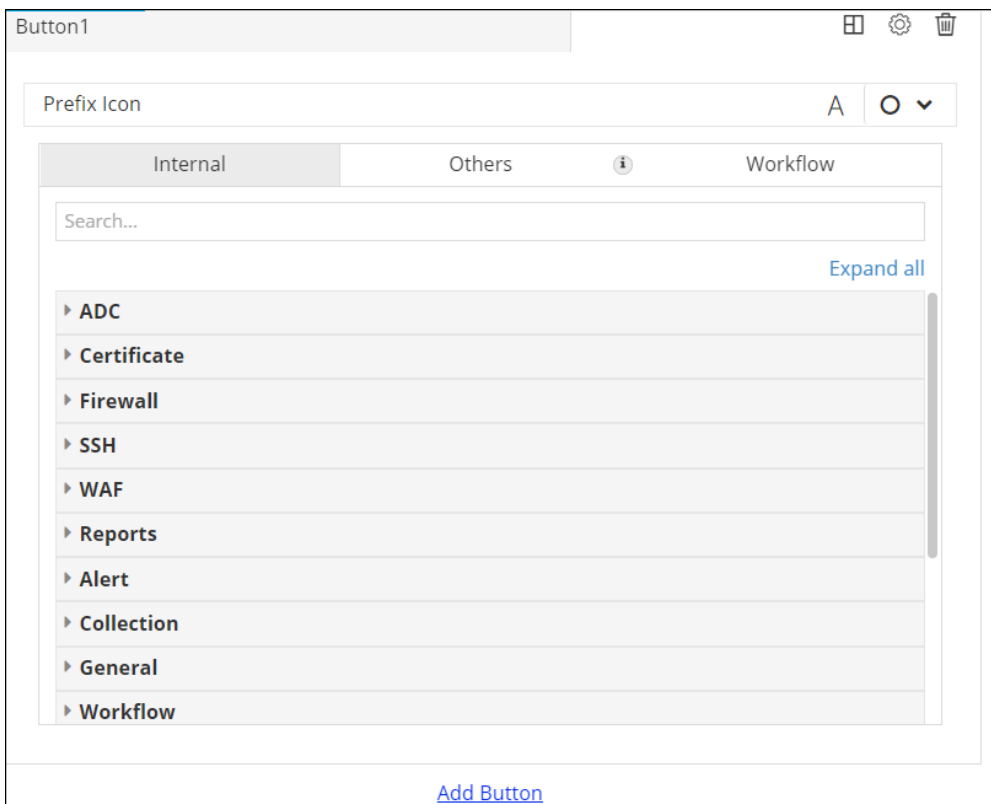 Button1
Prefix Icon A
Internal Others i Workflow
Search...
Expand all
ADC
Certificate
Firewall
SSH
WAF
Reports
Alert
Collection
General
Workflow
Add Button